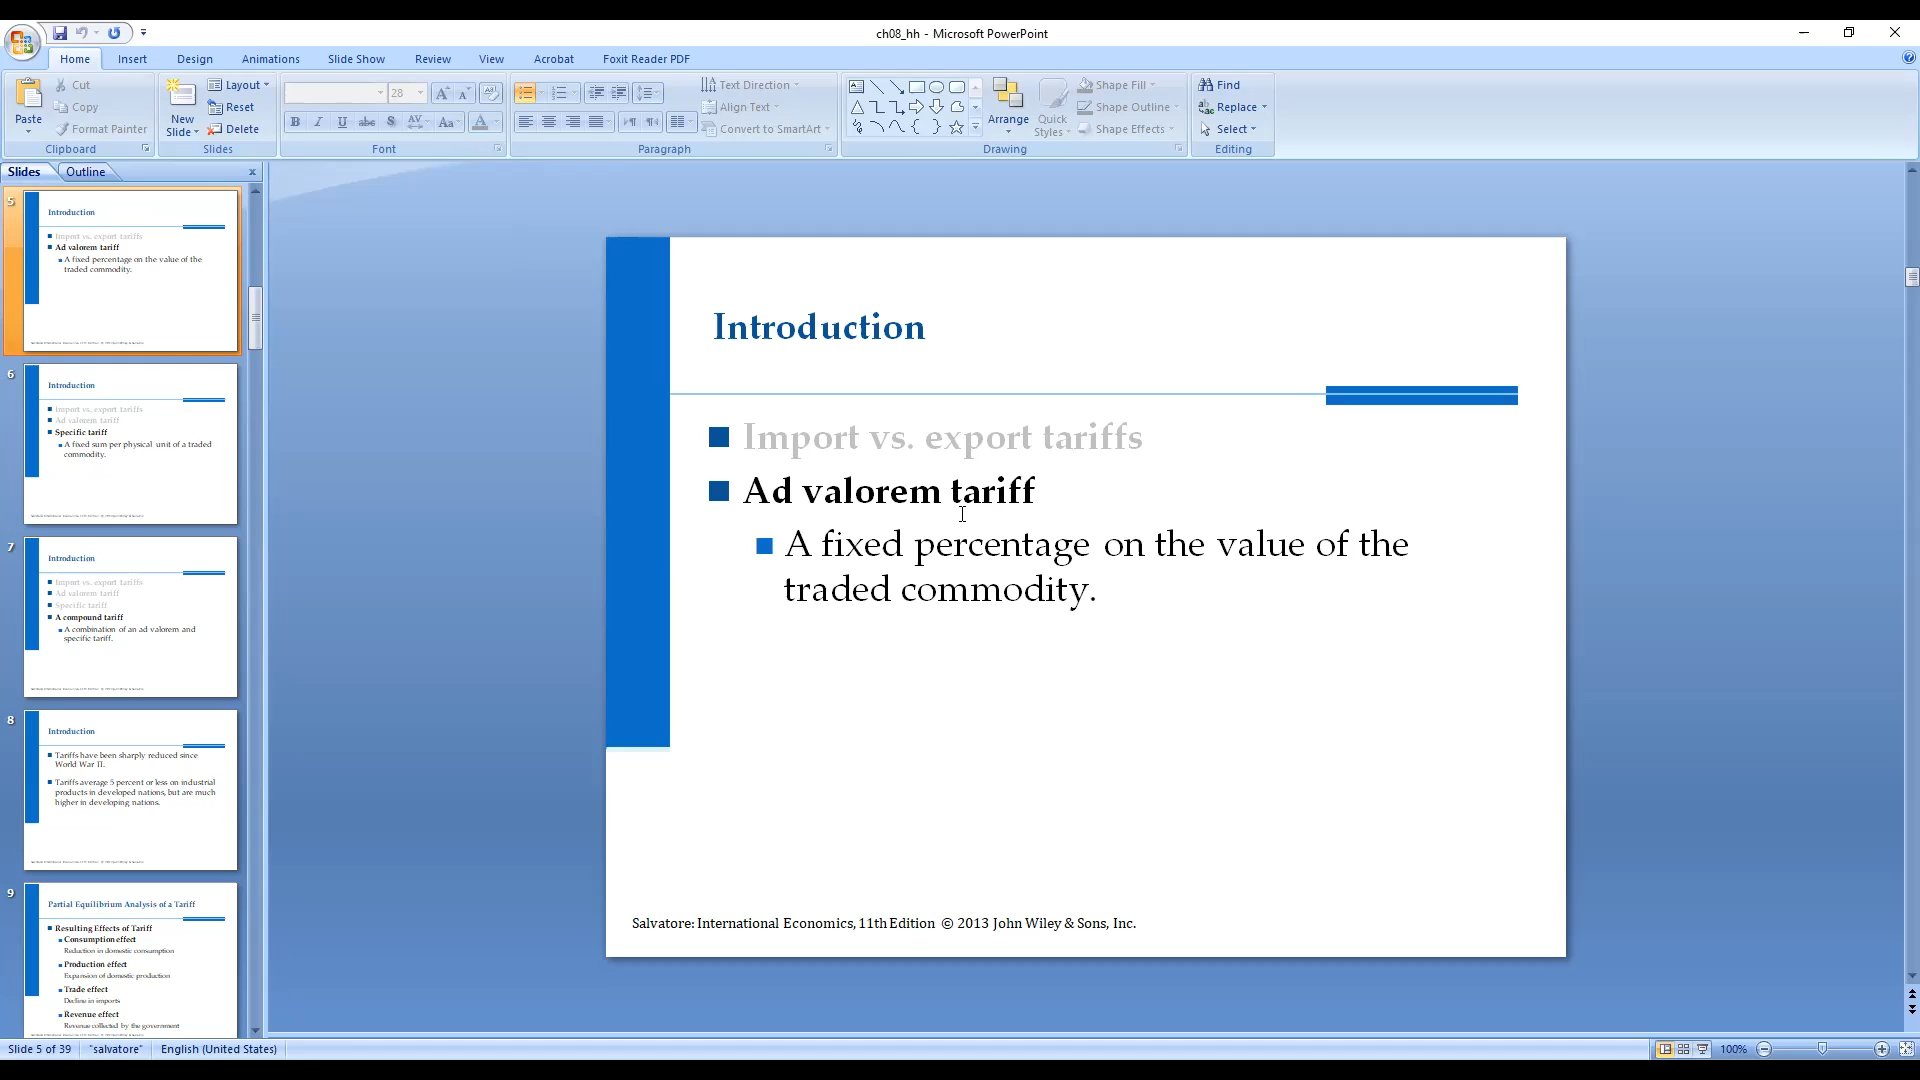 ch08_hh - Microsoft PowerPoint
Home Insert Design Animations Slide Show Review View Acrobat Foxit Reader PDF
Paste
Cut
Copy
Format Painter
Clipboard
New Slide
Layout
Reset
Delete
Slides
28
Font
Paragraph
Text Direction
Align Text
Convert to SmartArt
Arrange
Quick Styles
Shape Fill
Shape Outline
Shape Effects
Drawing
Find
Replace
Select
Editing
Slides Outline
5
Introduction
Import vs. export tariffs
Ad valorem tariff
A fixed percentage on the value of the
traded commodity.
6
Introduction
Import vs. export tariffs
Ad valorem tariff
Specific tariff
A fixed sum per physical unit of a traded
commodity.
7
Introduction
Import vs. export tariffs
Ad valorem tariff
Specific tariff
A compound tariff
A combination of an ad valorem and
specific tariff.
8
Introduction
Tariffs have been sharply reduced since
World War II.
Tariffs average 5 percent or less on industrial
products in developed nations, but are much
higher in developing nations.
9
Partial Equilibrium Analysis of a Tariff
Resulting Effects of Tariff
Consumption effect
Reduction in domestic consumption
Production effect
Expansion of domestic production
Trade effect
Decline in imports
Revenue effect
Revenue collected by the government
Introduction
Import vs. export tariffs
Ad valorem tariff
A fixed percentage on the value of the
traded commodity.
Salvatore: International Economics, 11th Edition © 2013 John Wiley & Sons, Inc.
Slide 5 of 39 "salvatore" English (United States) 100%